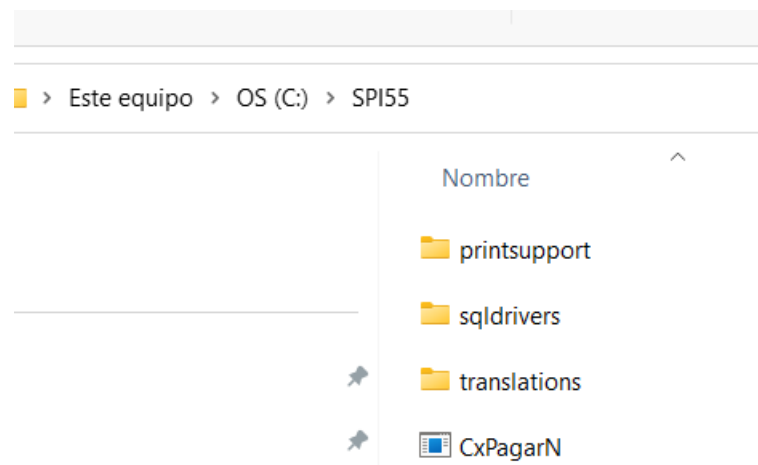 Este equipo > OS (C:) > SPI55
Nombre
printsupport
sqldrivers
translations
CxPagarN